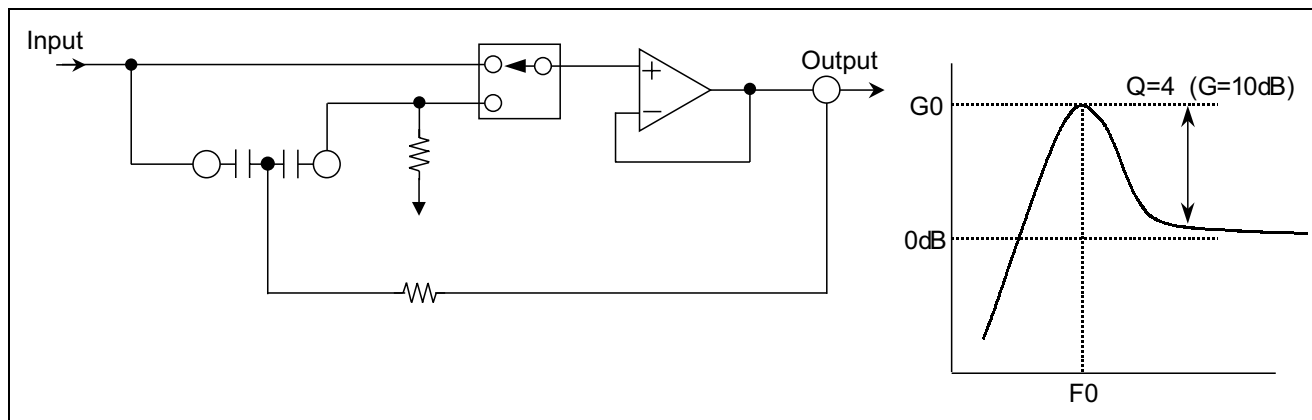 Input
Output
+
−
Q=4 (G=10dB)
G0
0dB
F0